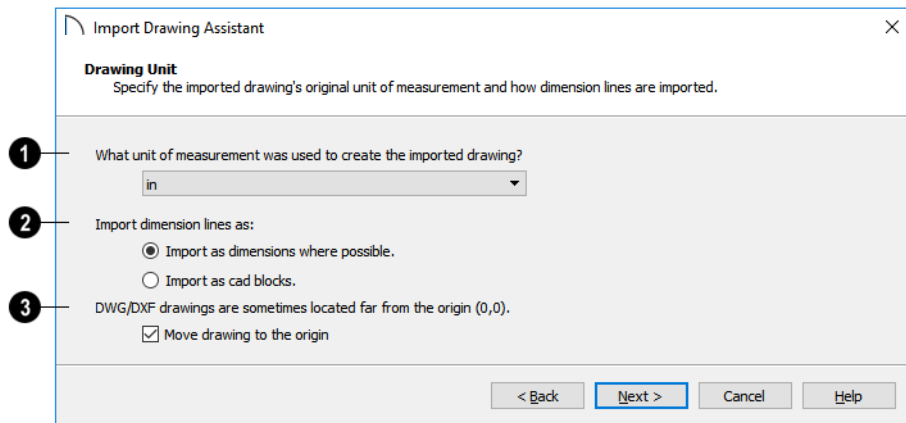 Import Drawing Assistant
Drawing Unit
Specify the imported drawing's original unit of measurement and how dimension lines are imported.
1 What unit of measurement was used to create the imported drawing?
in
2 Import dimension lines as:
Import as dimensions where possible.
Import as cad blocks.
3 DWG/DXF drawings are sometimes located far from the origin (0,0).
Move drawing to the origin
< Back Next > Cancel Help